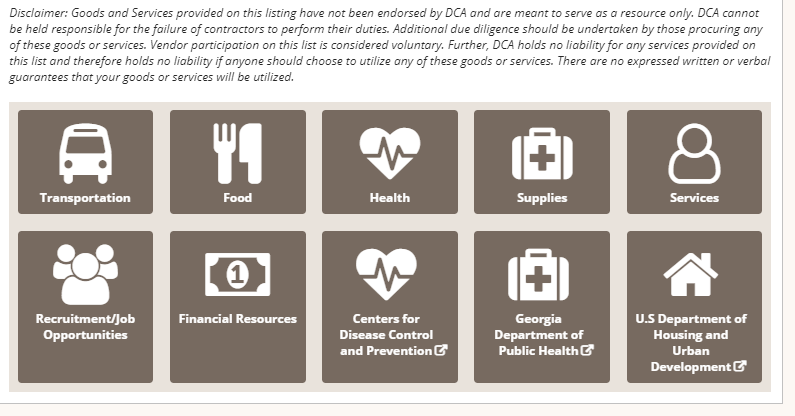 Disclaimer: Goods and Services provided on this listing have not been endorsed by DCA and are meant to serve as a resource only. DCA cannot
be held responsible for the failure of contractors to perform their duties. Additional due diligence should be undertaken by those procuring any
of these goods or services. Vendor participation on this list is considered voluntary. Further, DCA holds no liability for any services provided on
this list and therefore holds no liability if anyone should choose to utilize any of these goods or services. There are no expressed written or verbal
guarantees that your goods or services will be utilized.
Transportation
Food
Health
Supplies
Services
Recruitment/Job
Opportunities
1
Financial Resources
Centers for
Disease Control
and Prevention
Georgia
Department of
Public Health
U.S Department of
Housing and
Urban
Development